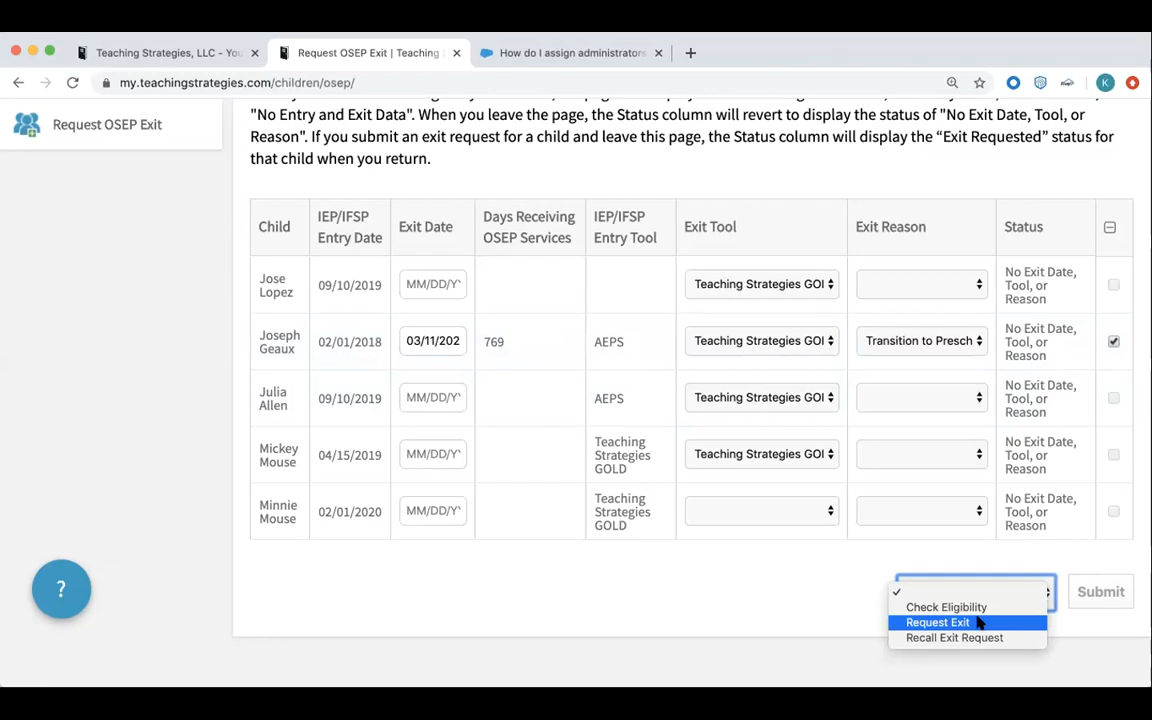 Teaching Strategies, LLC - You
Request OSEP Exit | Teaching
How do I assign administrators
my.teachingstrategies.com/children/osep/
K
Request OSEP Exit
"No Entry and Exit Data". When you leave the page, the Status column will revert to display the status of "No Exit Date, Tool, or
Reason". If you submit an exit request for a child and leave this page, the Status column will display the “Exit Requested” status for
that child when you return.
Child
IEP/IFSP
Entry Date
Exit Date
Days Receiving
OSEP Services
IEP/IFSP
Entry Tool
Exit Tool
Exit Reason
Status
Jose
Lopez
09/10/2019
MM/DD/Y
Teaching Strategies GOI
No Exit Date,
Tool, or
Reason
Joseph
Geaux
02/01/2018
03/11/202
769
AEPS
Teaching Strategies GOI
Transition to Presch
No Exit Date,
Tool, or
Reason
Julia
Allen
09/10/2019
MM/DD/Y
AEPS
Teaching Strategies GOI
No Exit Date,
Tool, or
Reason
Mickey
Mouse
04/15/2019
MM/DD/Y
Teaching
Strategies
GOLD
Teaching Strategies GOI
No Exit Date,
Tool, or
Reason
Minnie
Mouse
02/01/2020
MM/DD/Y
Teaching
Strategies
GOLD
No Exit Date,
Tool, or
Reason
?
Check Eligibility
Request Exit
Recall Exit Request
Submit